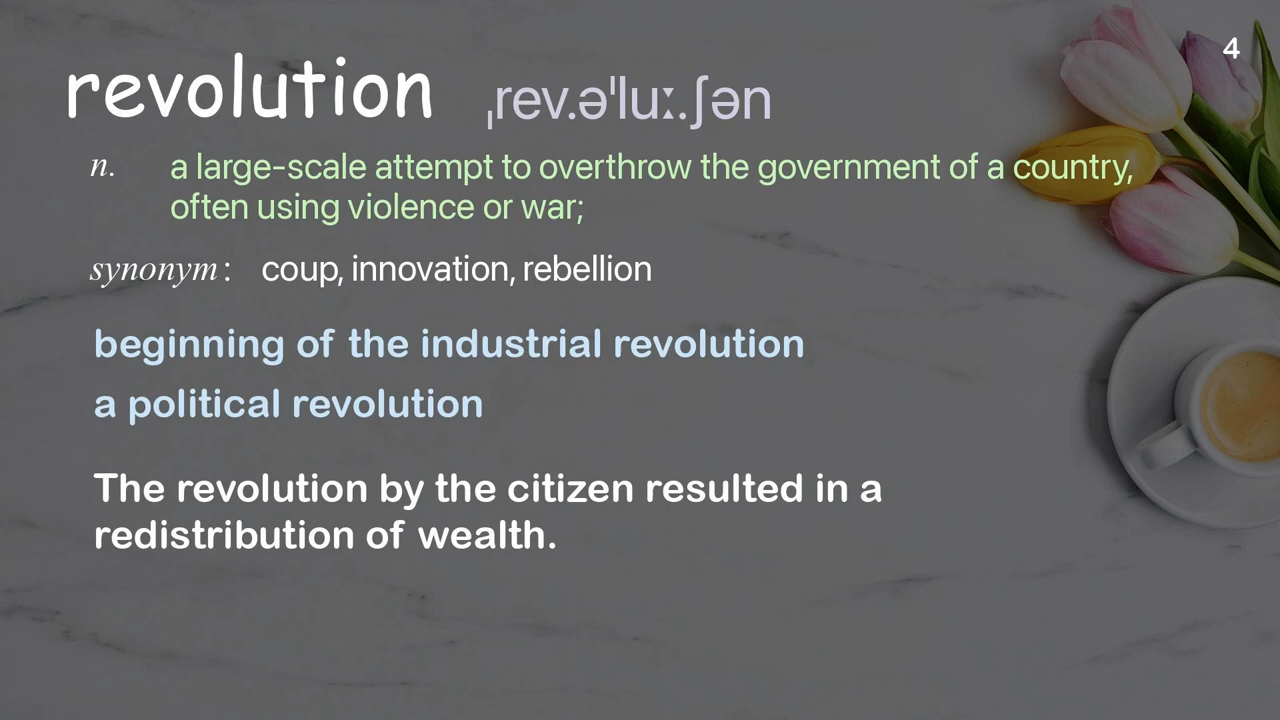 4
revolution ˌrev.əˈluː.ʃən
n. a large-scale attempt to overthrow the government of a country,
often using violence or war;
synonym: coup, innovation, rebellion
beginning of the industrial revolution
a political revolution
The revolution by the citizen resulted in a
redistribution of wealth.